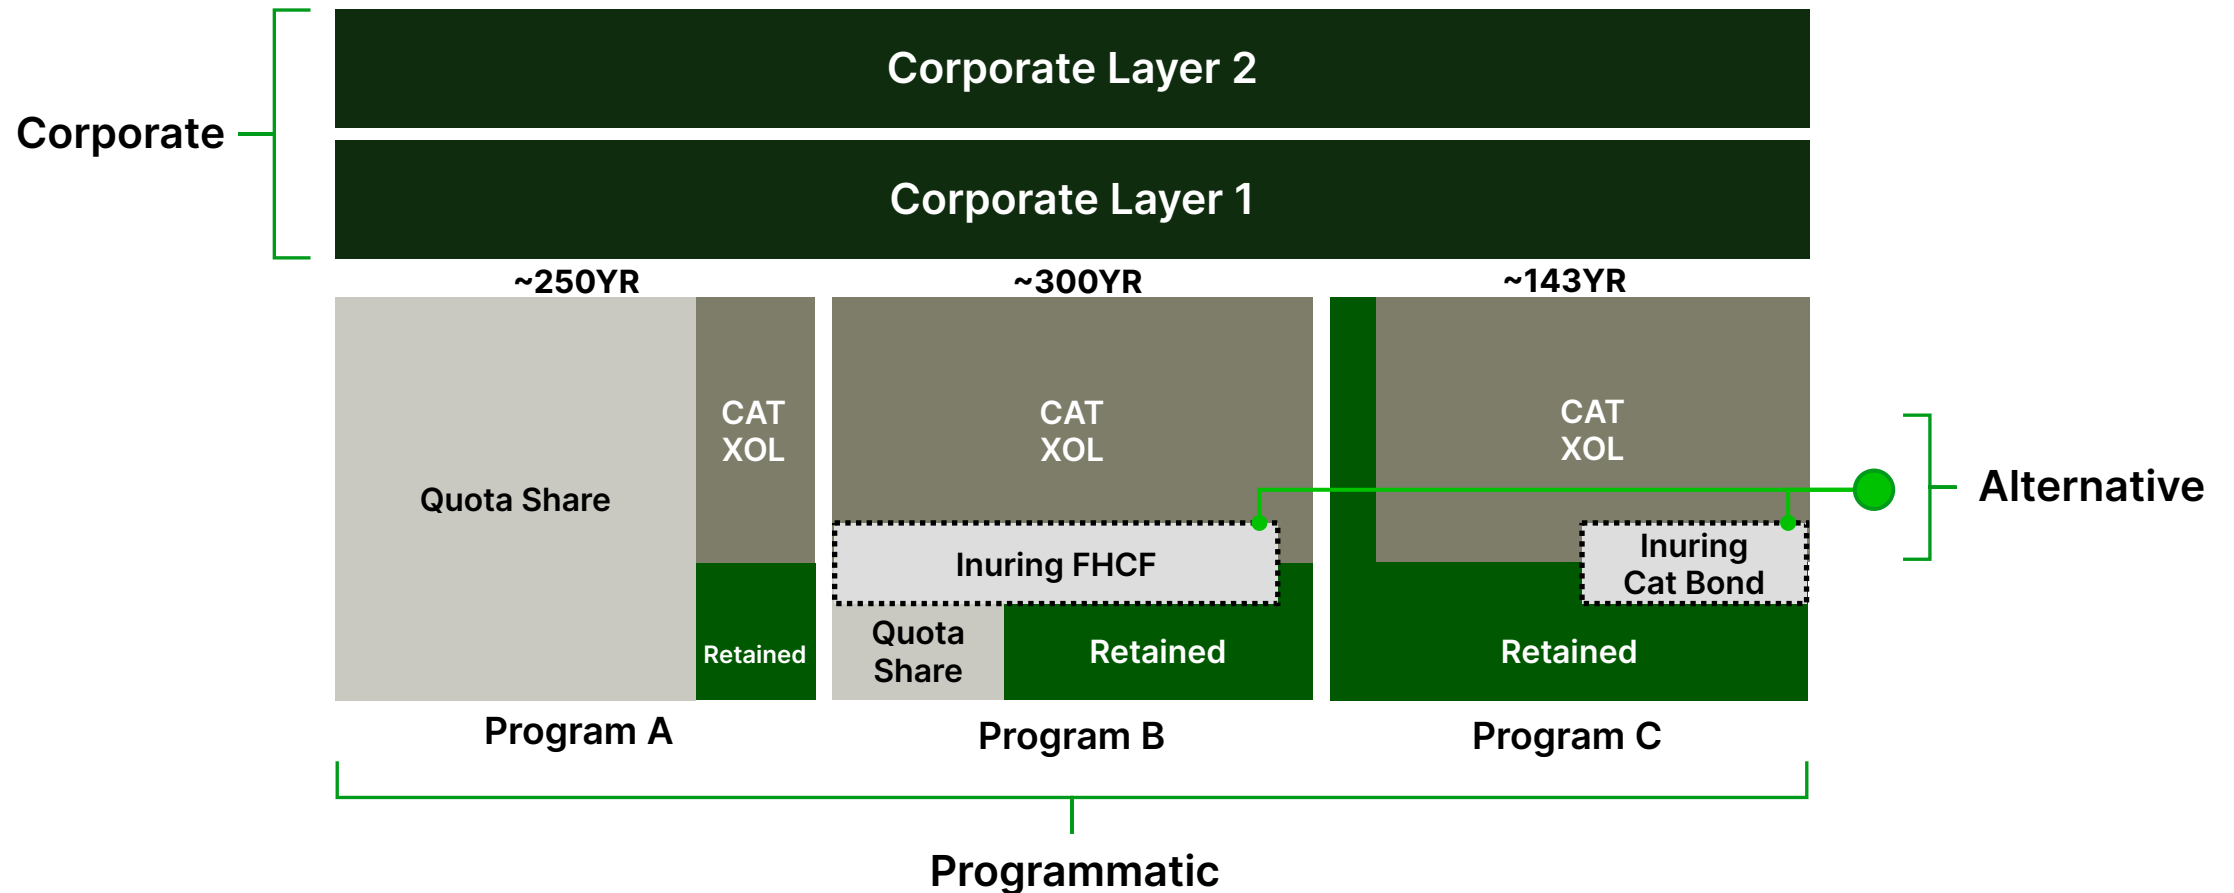 Corporate Layer 2
Corporate
Corporate Layer 1
~250YR
~300YR
~143YR
CAT
XOL
CAT
XOL
CAT
XOL
Quota Share
Alternative
Inuring FHCF
Inuring
Cat Bond
Retained
Quota
Share
Retained
Retained
Program A
Program B
Program C
Programmatic